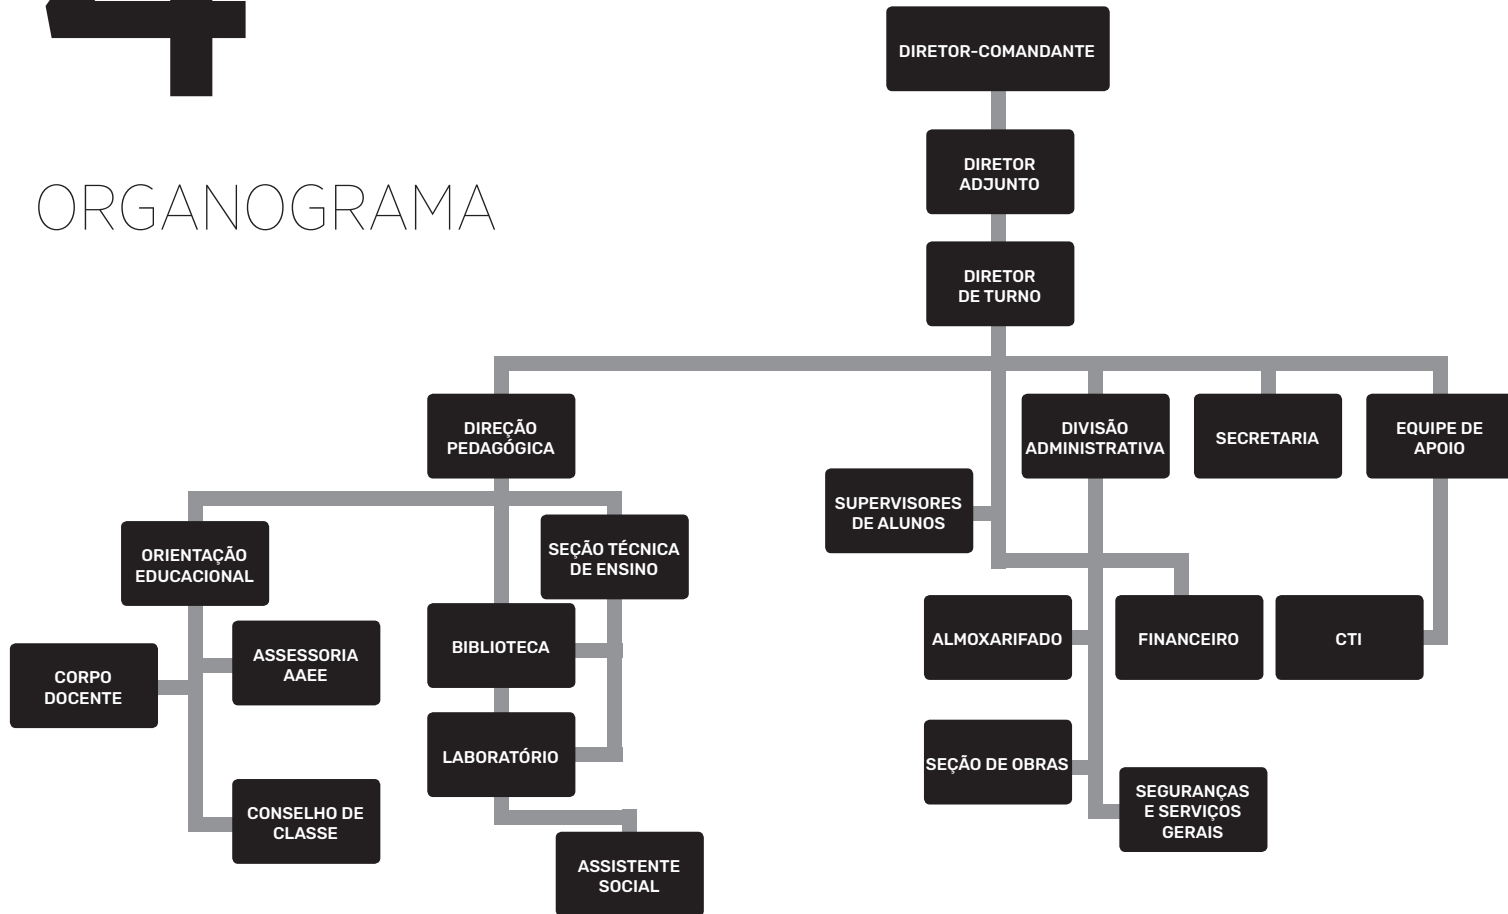 4
ORGANOGRAMA
DIRETOR-COMANDANTE
DIRETOR
ADJUNTO
DIRETOR
DE TURNO
DIREÇÃO
PEDAGÓGICA
DIVISÃO
ADMINISTRATIVA
SECRETARIA
EQUIPE DE
APOIO
SUPERVISORES
DE ALUNOS
ORIENTAÇÃO
EDUCACIONAL
SEÇÃO TÉCNICA
DE ENSINO
BIBLIOTECA
ALMOXARIFADO
FINANCEIRO
CTI
CORPO
DOCENTE
ASSESSORIA
AAEE
LABORATÓRIO
SEÇÃO DE OBRAS
SEGURANÇAS
E SERVIÇOS
GERAIS
CONSELHO DE
CLASSE
ASSISTENTE
SOCIAL